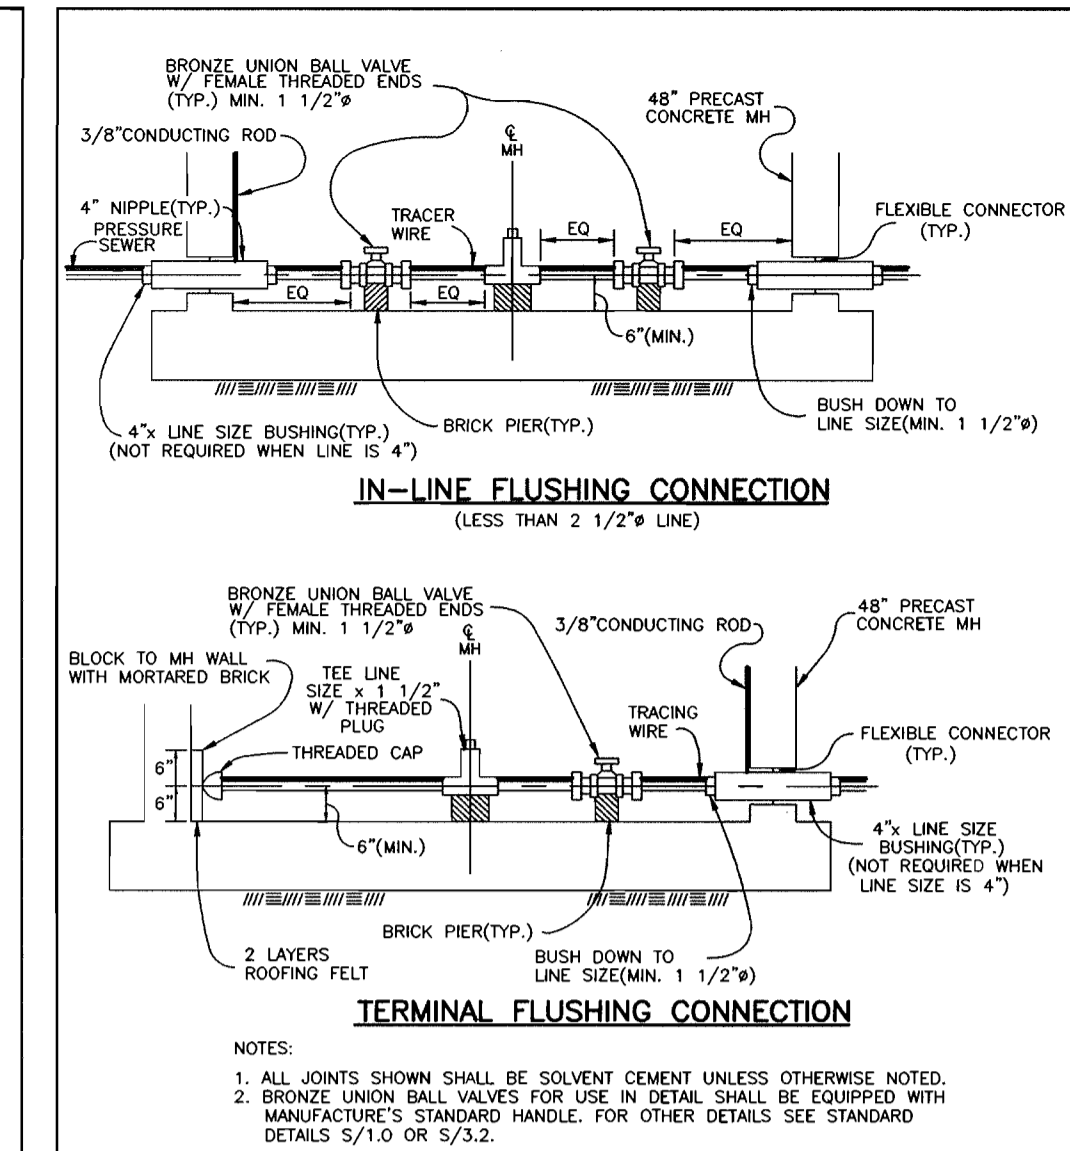 BRONZE UNION BALL VALVE
W/ FEMALE THREADED ENDS
(TYP.) MIN. 1 1/2"ø
48" PRECAST
CONCRETE MH
3/8"CONDUCTING ROD
℄
MH
4" NIPPLE(TYP.)
PRESSURE
SEWER
TRACER
WIRE
EQ
EQ
FLEXIBLE CONNECTOR
(TYP.)
EQ
EQ
6"(MIN.)
4"x LINE SIZE BUSHING(TYP.)
(NOT REQUIRED WHEN LINE IS 4")
BRICK PIER(TYP.)
BUSH DOWN TO
LINE SIZE(MIN. 1 1/2"ø)
IN-LINE FLUSHING CONNECTION
(LESS THAN 2 1/2"ø LINE)
BRONZE UNION BALL VALVE
W/ FEMALE THREADED ENDS
(TYP.) MIN. 1 1/2"ø
℄
MH
3/8"CONDUCTING ROD
48" PRECAST
CONCRETE MH
BLOCK TO MH WALL
WITH MORTARED BRICK
TEE LINE
SIZE x 1 1/2"
W/ THREADED
PLUG
TRACING
WIRE
FLEXIBLE CONNECTOR
(TYP.)
THREADED CAP
6"
6"
6"(MIN.)
4"x LINE SIZE
BUSHING(TYP.)
(NOT REQUIRED WHEN
LINE SIZE IS 4")
BRICK PIER(TYP.)
2 LAYERS
ROOFING FELT
BUSH DOWN TO
LINE SIZE(MIN. 1 1/2"ø)
TERMINAL FLUSHING CONNECTION
NOTES:
1. ALL JOINTS SHOWN SHALL BE SOLVENT CEMENT UNLESS OTHERWISE NOTED.
2. BRONZE UNION BALL VALVES FOR USE IN DETAIL SHALL BE EQUIPPED WITH
MANUFACTURE'S STANDARD HANDLE. FOR OTHER DETAILS SEE STANDARD
DETAILS S/1.0 OR S/3.2.